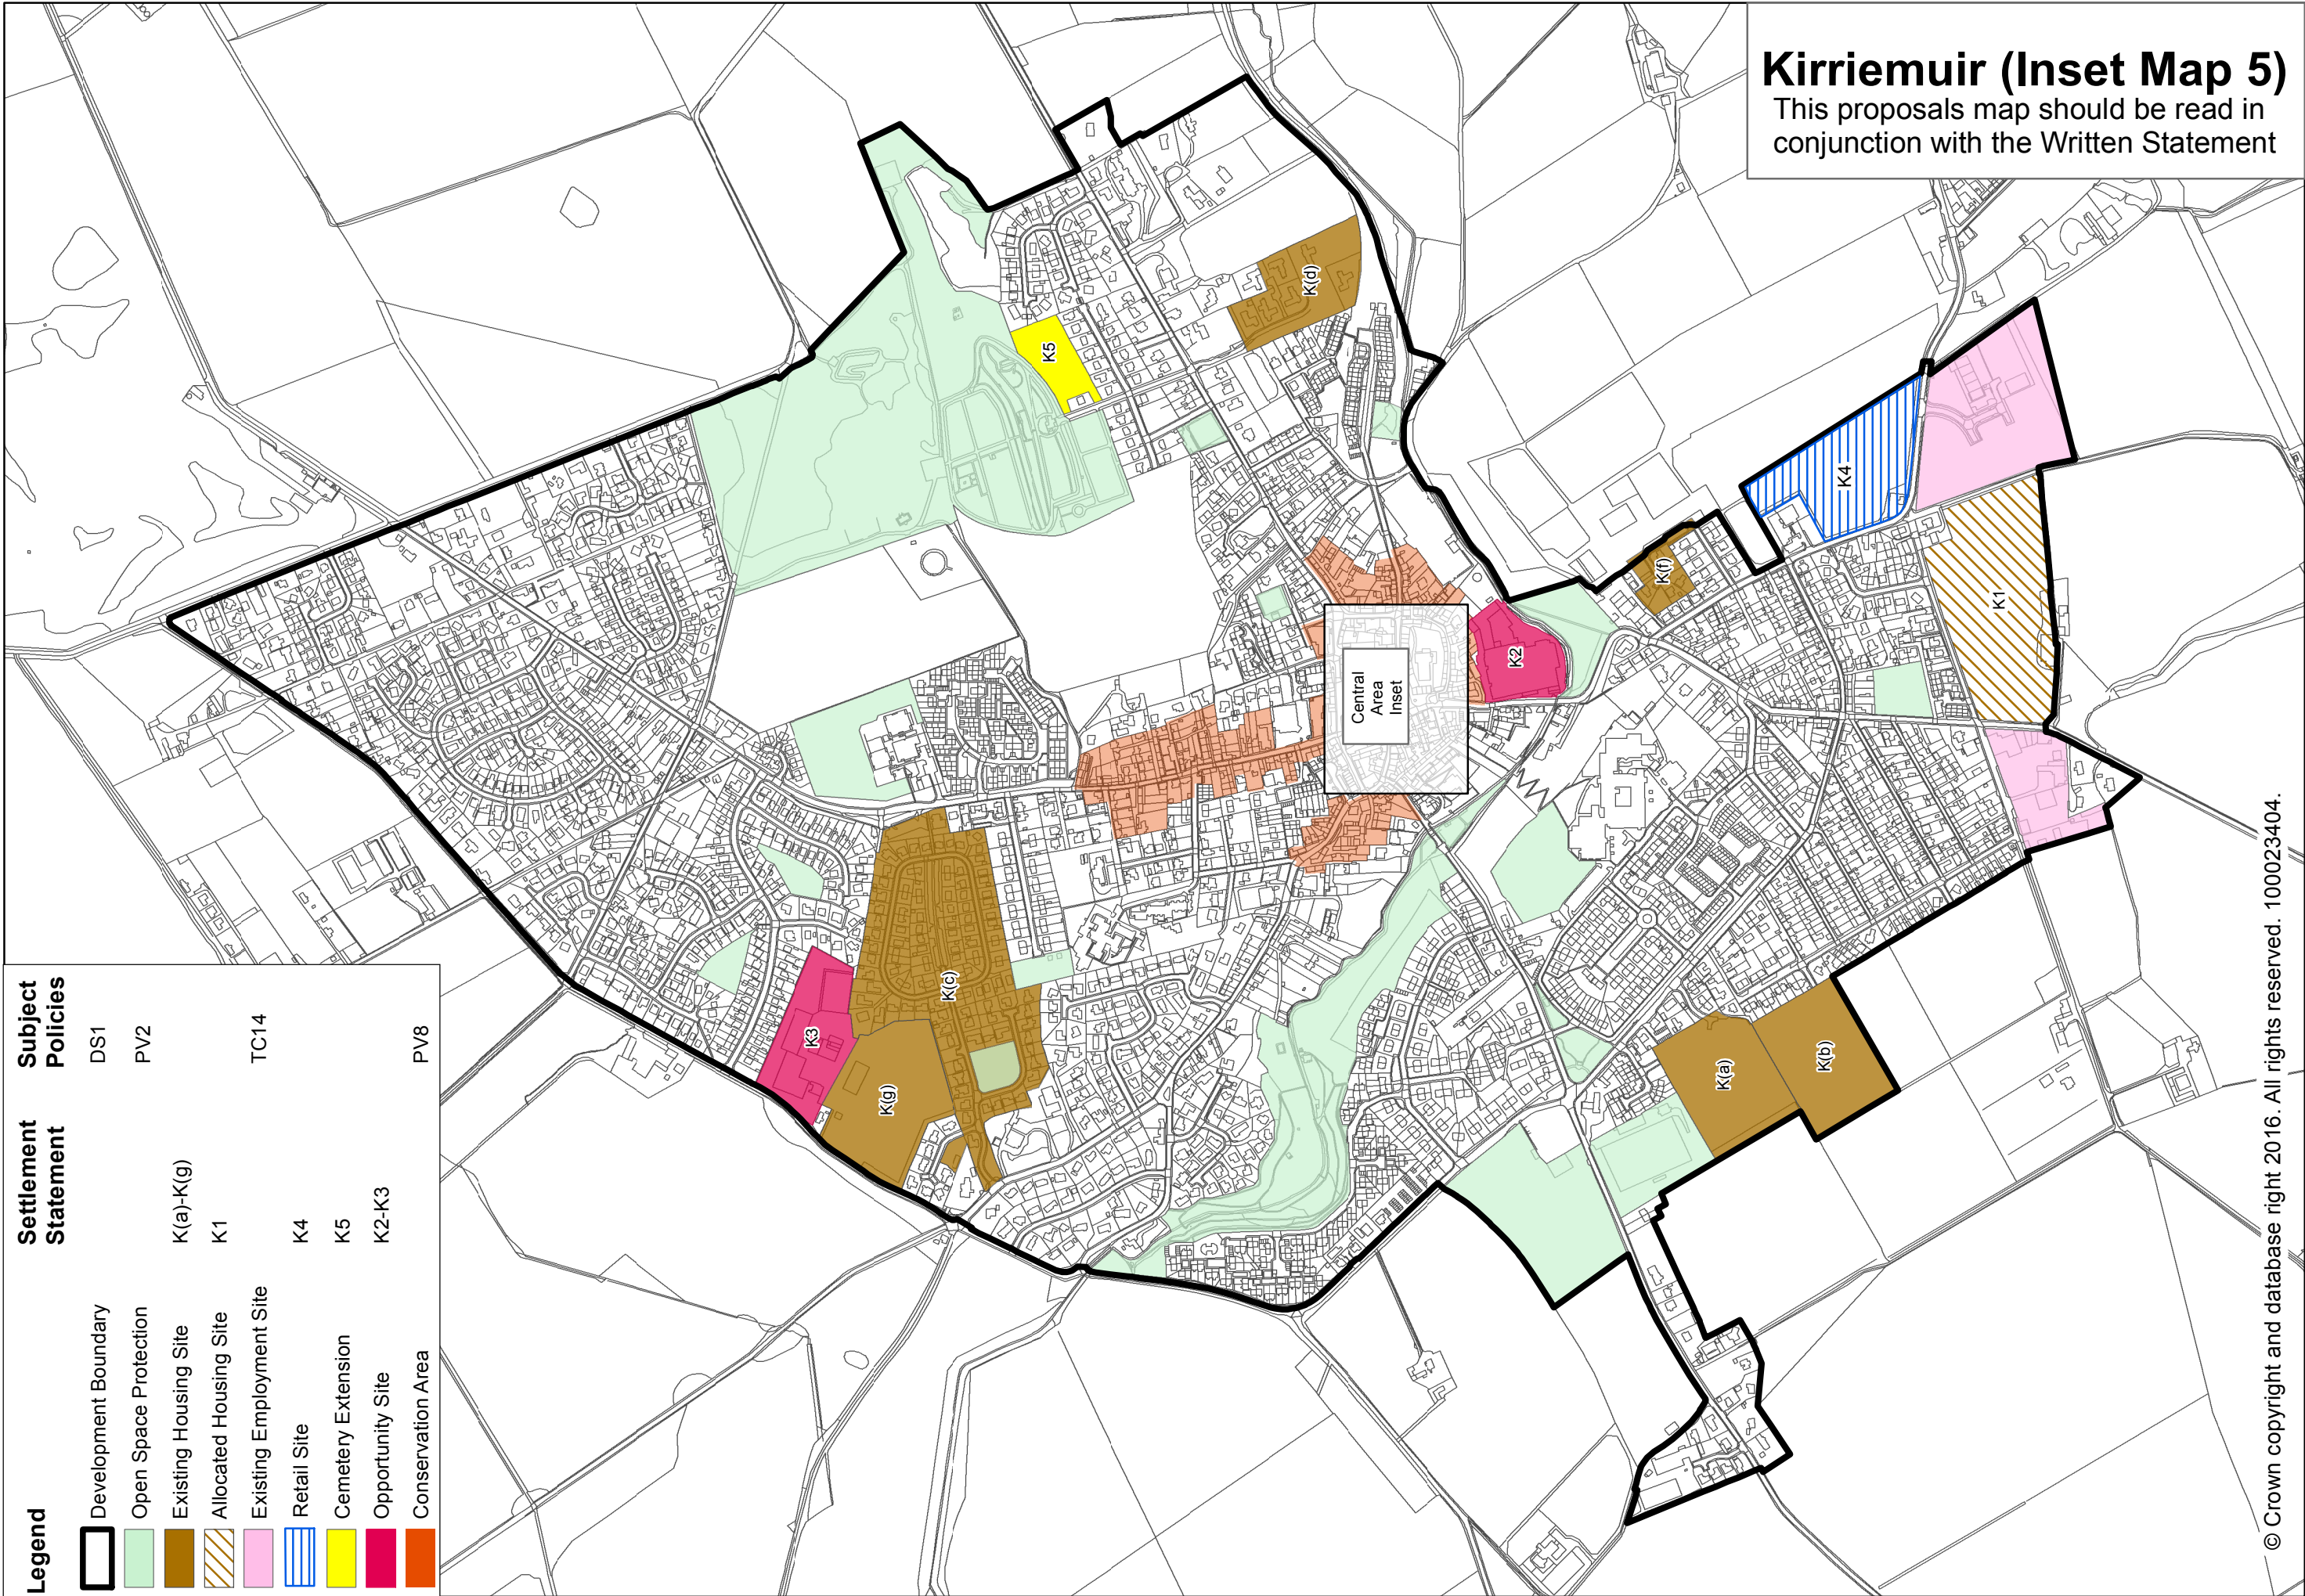 Kirriemuir (Inset Map 5)
This proposals map should be read in
conjunction with the Written Statement
Legend
Settlement
Statement
Subject
Policies
Development Boundary DS1
Open Space Protection PV2
Existing Housing Site K(a)-K(g)
Allocated Housing Site K1
Existing Employment Site TC14
Retail Site K4
Cemetery Extension K5
Opportunity Site K2-K3
Conservation Area PV8
K5
K(d)
K4
K(f)
K1
K2
Central
Area
Inset
K3
K(c)
K(g)
K(a)
K(b)
© Crown copyright and database right 2016. All rights reserved. 100023404.